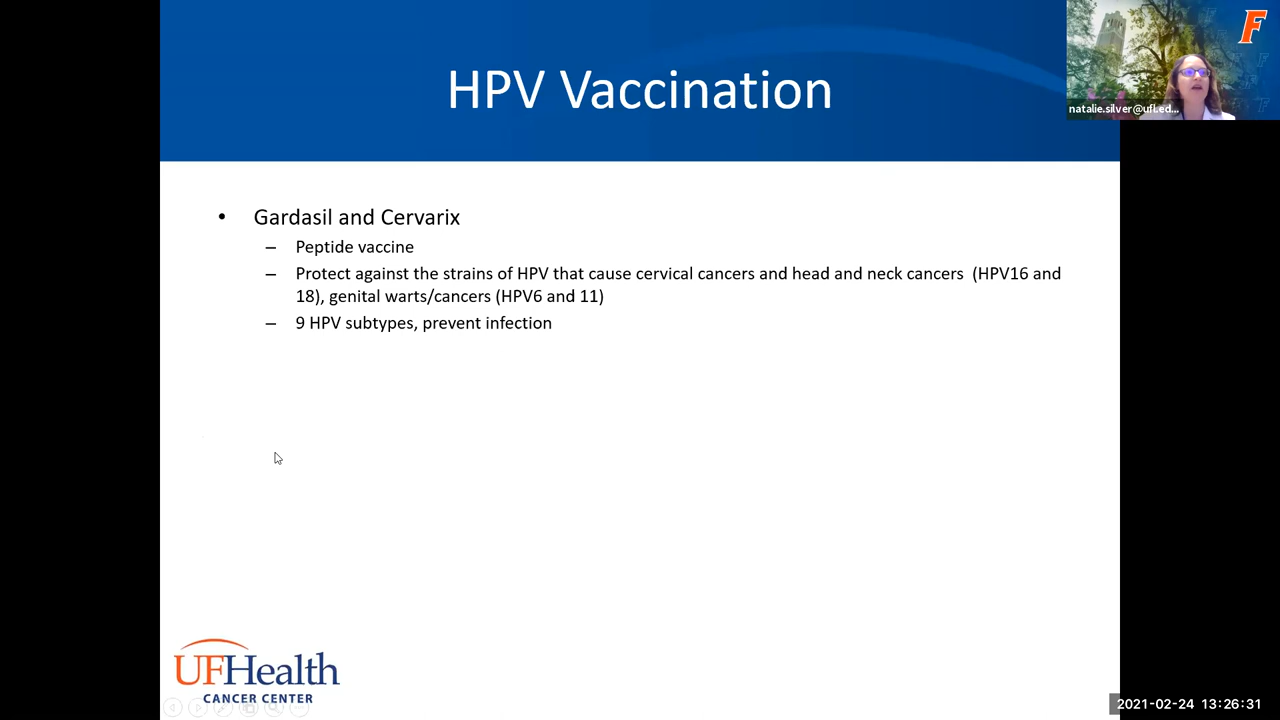 HPV Vaccination
F
natalie.silver@ufl.ed...
• Gardasil and Cervarix
– Peptide vaccine
– Protect against the strains of HPV that cause cervical cancers and head and neck cancers (HPV16 and
18), genital warts/cancers (HPV6 and 11)
– 9 HPV subtypes, prevent infection
UFHealth
CANCER CENTER
2021-02-24 13:26:31